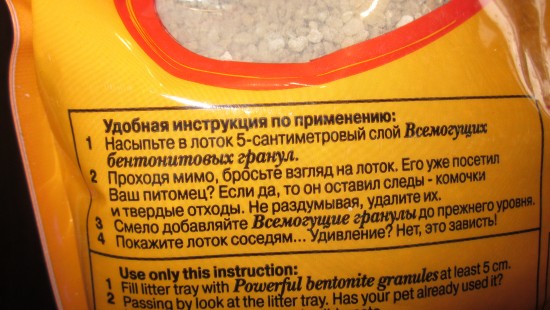 Удобная инструкция по применению:
1 Насыпьте в лоток 5-сантиметровый слой Всемогущих
бентонитовых гранул.
2 Проходя мимо, бросьте взгляд на лоток. Его уже посетил
Ваш питомец? Если да, то он оставил следы - комочки
и твердые отходы. Не раздумывая, удалите их.
3 Смело добавляйте Всемогущие гранулы до прежнего уровня.
4 Покажите лоток соседям... Удивление? Нет, это зависть!
Use only this instruction:
1 Fill litter tray with Powerful bentonite granules at least 5 cm.
2 Passing by look at the litter tray. Has your pet already used it?